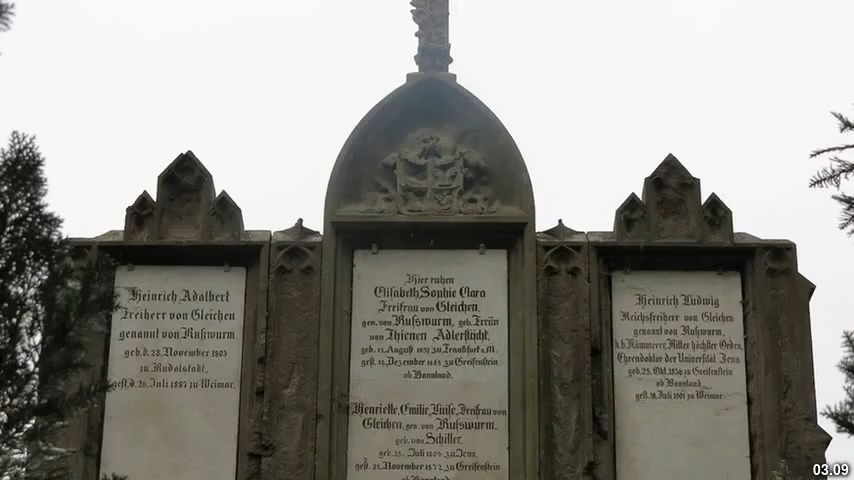 Heinrich Adalbert
Freiherr von Gleichen
genannt von Rußwurm
geb. d. 28. November 1803
zu Rudolstadt,
gest. d. 20. Juli 1887 zu Weimar.
Hier ruhen
Elisabeth Sophie Clara
Freifrau von Gleichen,
gen. von Rußwurm, geb. Freiin
von Thienen Adlerflycht,
geb. 15. August 1837 zu Frankfurt a. M.
gest. 10. Dezember 1865 zu Greifenstein
ob Bonnland.
Henriette, Emilie, Luise, Freifrau von
Gleichen, gen. von Rußwurm,
geb. von Schiller,
geb. 25. Juli 1804 zu Jena,
gest. 25. November 1872 zu Greifenstein
ob Bonnland
Heinrich Ludwig
Reichsfreiherr von Gleichen
genannt von Rußwurm,
k. b. Kämmerer, Ritter höchster Orden,
Ehrendoktor der Universität Jena
geb. 25. Okt. 1836 zu Greifenstein
ob Bonnland,
gest. Juli 1901 zu Weimar
03.09